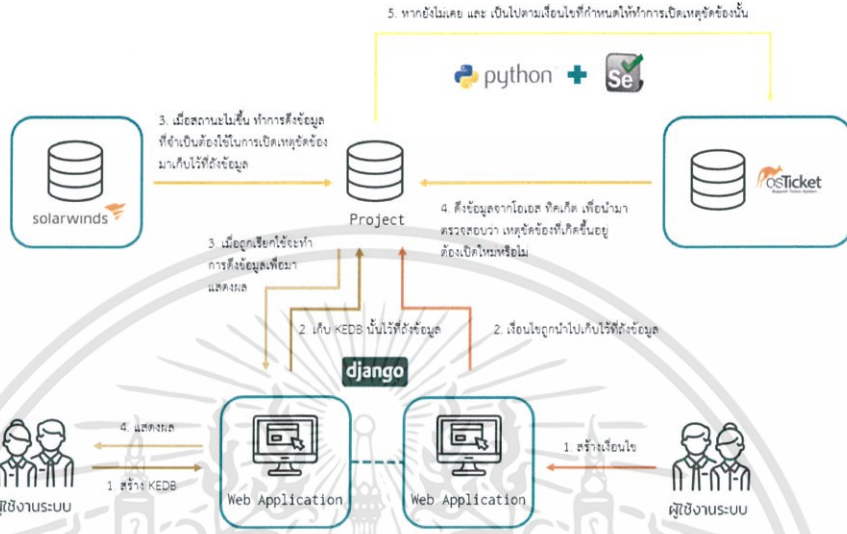 5. หากยังไม่เคย และ เป็นไปตามเงื่อนไขที่กำหนดให้ทำการเปิดเหตุขัดข้องนั้น
python
Se
3. เมื่อสถานะไม่ขึ้น ทำการดึงข้อมูล
ที่จำเป็นต้องใช้ในการเปิดเหตุขัดข้อง
มาเก็บไว้ที่ถังข้อมูล
solarwinds
Project
osTicket
Support Ticket System
4. ดึงข้อมูลจากโอเอส ทิคเก็ต เพื่อนำมา
ตรวจสอบว่า เหตุขัดข้องที่เกิดขึ้นอยู่
ต้องเปิดใหม่หรือไม่
3. เมื่อถูกเรียกใช้จะทำ
การดึงข้อมูลเพื่อมา
แสดงผล
2. เก็บ KEDB นั้นไว้ที่ถังข้อมูล
2. เงื่อนไขถูกนำไปเก็บไว้ที่ถังข้อมูล
django
4. แสดงผล
1. สร้าง KEDB
1. สร้างเงื่อนไข
Web Application
Web Application
ผู้ใช้งานระบบ
ผู้ใช้งานระบบ